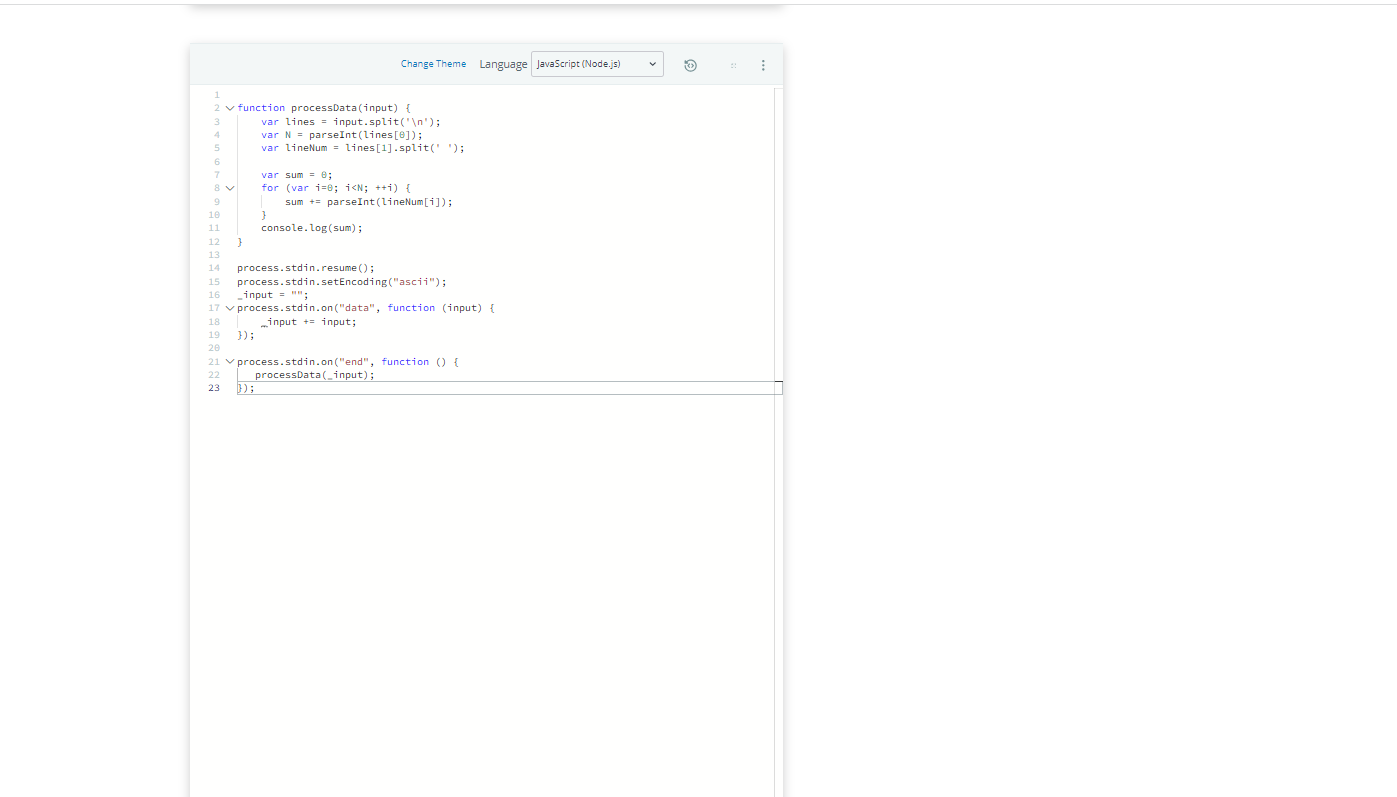 Change Theme Language JavaScript (Node.js)
1
2 function processData(input) {
3 var lines = input.split('\n');
4 var N = parseInt(lines[0]);
5 var lineNum = lines[1].split(' ');
6
7 var sum = 0;
8 for (var i=0; i<N; ++i) {
9 sum += parseInt(lineNum[i]);
10 }
11 console.log(sum);
12 }
13
14 process.stdin.resume();
15 process.stdin.setEncoding("ascii");
16 _input = "";
17 process.stdin.on("data", function (input) {
18 _input += input;
19 });
20
21 process.stdin.on("end", function () {
22 processData(_input);
23 });